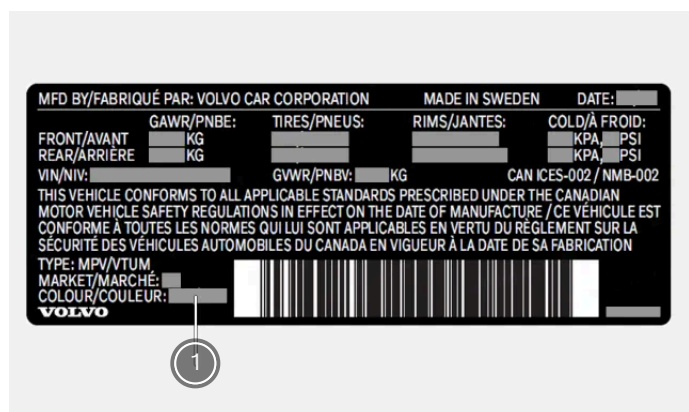 MFD BY/FABRIQUÉ PAR: VOLVO CAR CORPORATION MADE IN SWEDEN DATE:
GAWR/PNBE: TIRES/PNEUS: RIMS/JANTES: COLD/À FROID:
FRONT/AVANT KG KPA, PSI
REAR/ARRIÈRE KG KPA, PSI
VIN/NIV: GVWR/PNBV: KG CAN ICES-002 / NMB-002
THIS VEHICLE CONFORMS TO ALL APPLICABLE STANDARDS PRESCRIBED UNDER THE CANADIAN
MOTOR VEHICLE SAFETY REGULATIONS IN EFFECT ON THE DATE OF MANUFACTURE / CE VÉHICULE EST
CONFORME À TOUTES LES NORMES QUI LUI SONT APPLICABLES EN VERTU DU RÈGLEMENT SUR LA
SÉCURITÉ DES VÉHICULES AUTOMOBILES DU CANADA EN VIGUEUR À LA DATE DE SA FABRICATION
TYPE: MPV/VTUM
MARKET/MARCHÉ:
COLOUR/COULEUR:
VOLVO
1